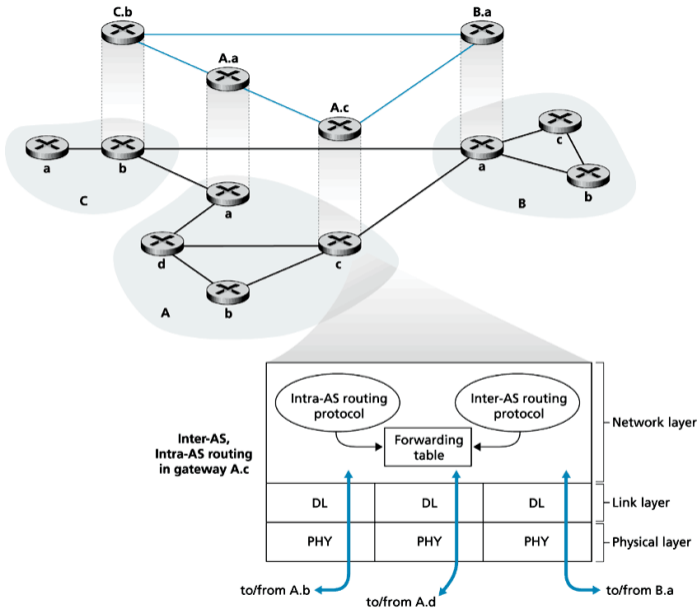 C.b
B.a
A.a
A.c
a
b
C
a
c
b
B
a
d
c
b
A
Inter-AS,
Intra-AS routing
in gateway A.c
Intra-AS routing
protocol
Inter-AS routing
protocol
Forwarding
table
Network layer
DL
DL
DL
Link layer
PHY
PHY
PHY
Physical layer
to/from A.b
to/from A.d
to/from B.a